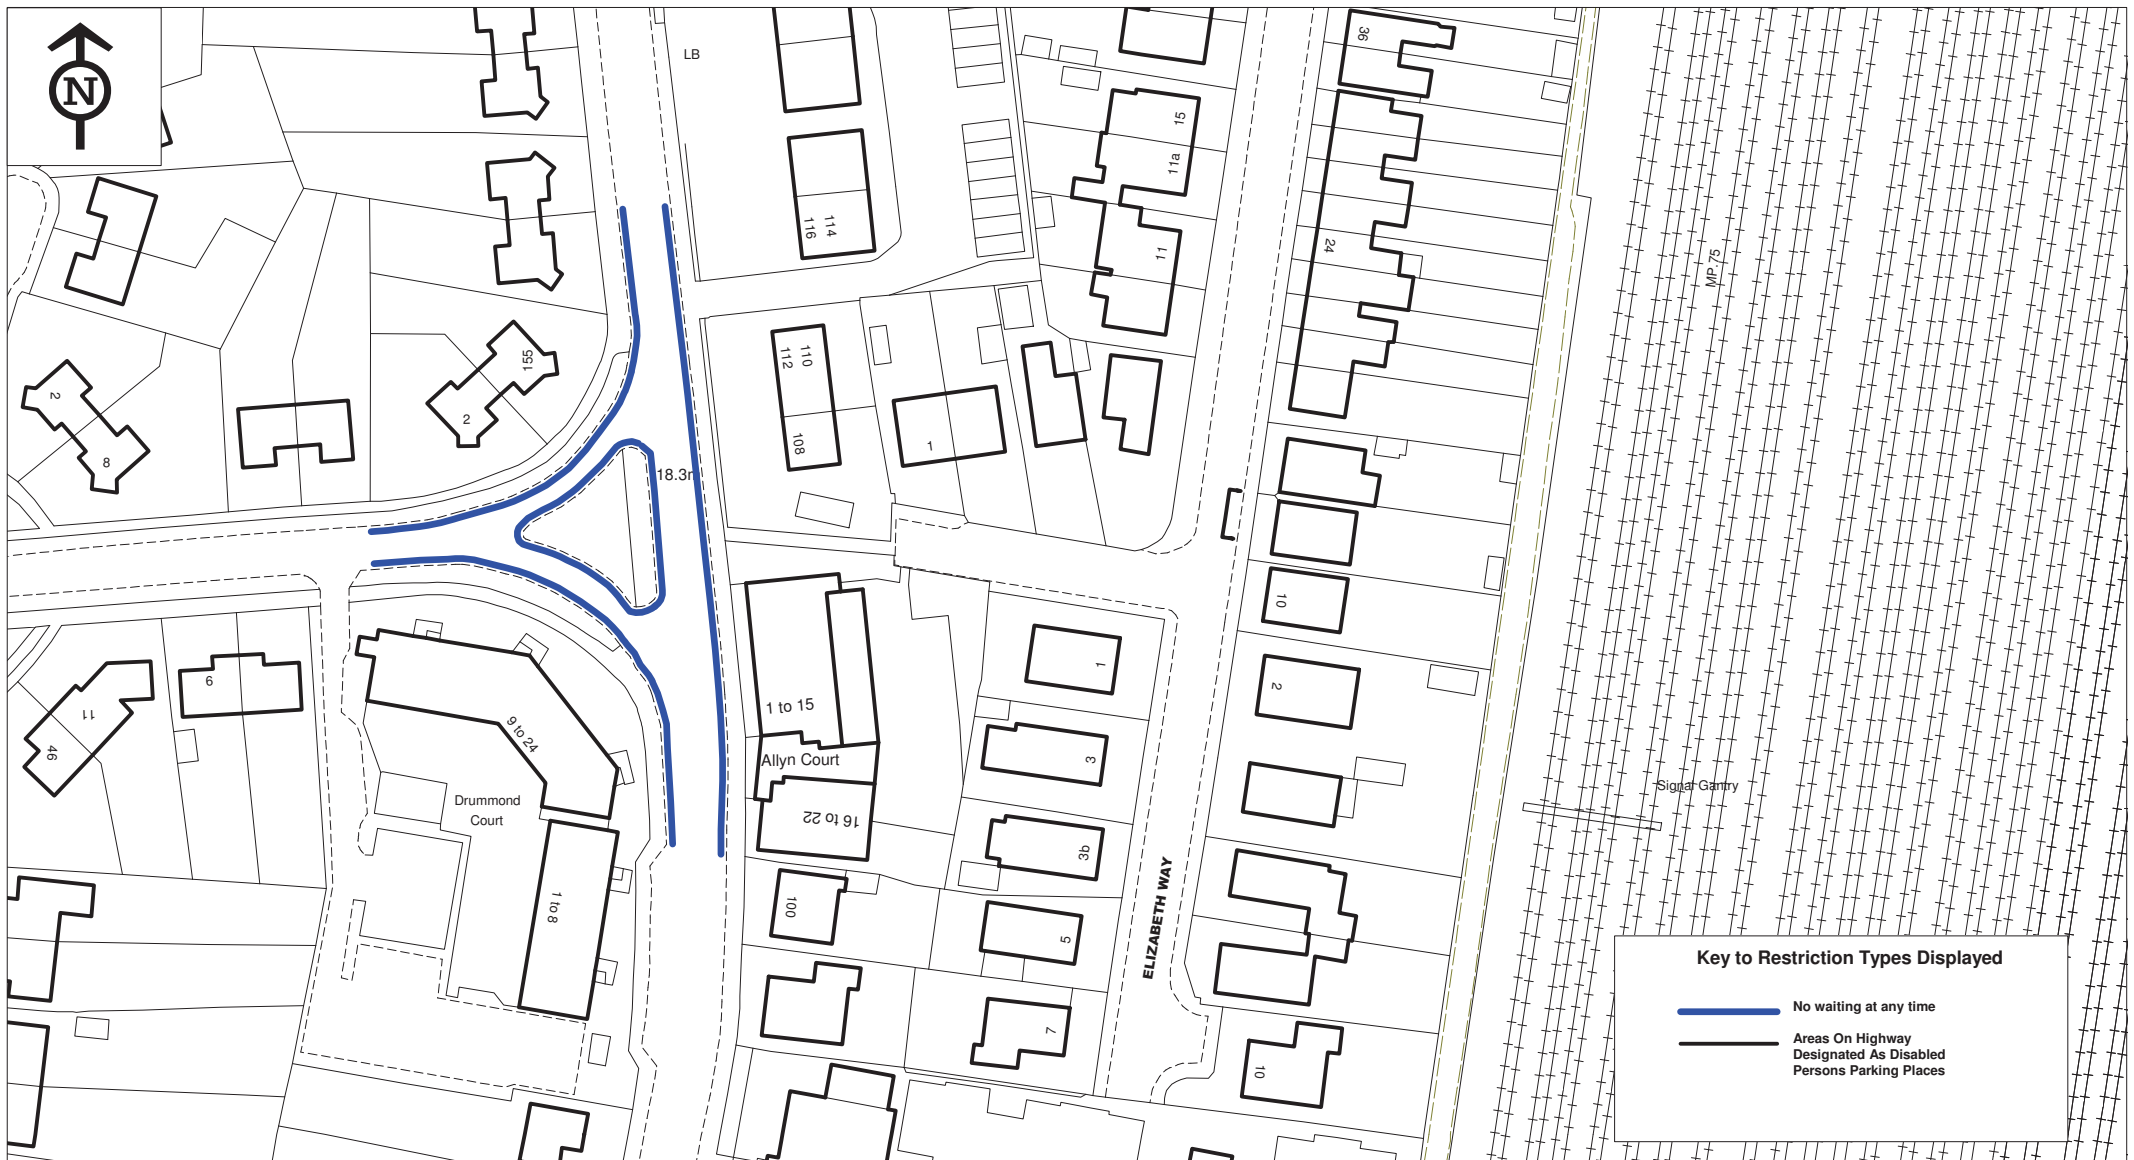 N
LB
36
15
11a
114
116
11
24
MP.75
110
112
155
2
2
108
1
8
18.3m
10
1
6
2
11
1 to 15
9 to 24
46
3
Allyn Court
Signal Gantry
Drummond
Court
16 to 22
3b
ELIZABETH WAY
1 to 8
100
5
7
10
Key to Restriction Types Displayed
No waiting at any time
Areas On Highway
Designated As Disabled
Persons Parking Places